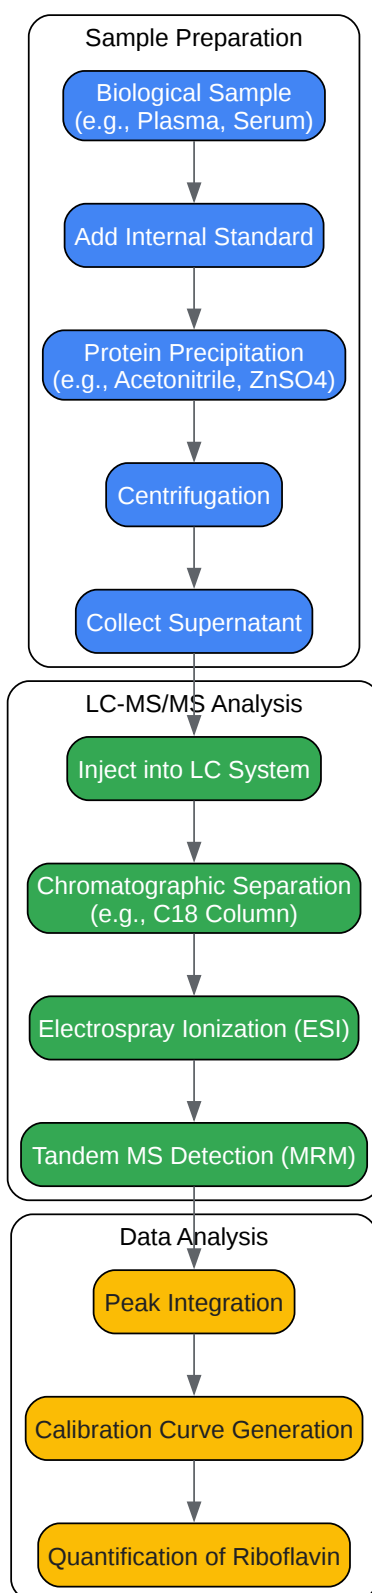 Sample Preparation
Biological Sample
(e.g., Plasma, Serum)
Add Internal Standard
Protein Precipitation
(e.g., Acetonitrile, ZnSO4)
Centrifugation
Collect Supernatant
LC-MS/MS Analysis
Inject into LC System
Chromatographic Separation
(e.g., C18 Column)
Electrospray Ionization (ESI)
Tandem MS Detection (MRM)
Data Analysis
Peak Integration
Calibration Curve Generation
Quantification of Riboflavin